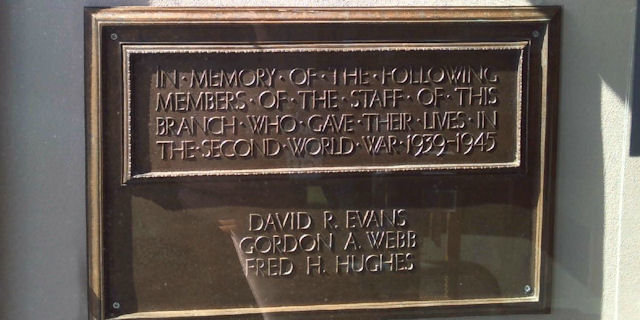 IN·MEMORY·OF·THE·FOLLOWING
MEMBERS·OF·THE·STAFF·OF·THIS
BRANCH·WHO·GAVE·THEIR·LIVES·IN
THE·SECOND·WORLD·WAR·1939-1945
DAVID R. EVANS
GORDON A. WEBB
FRED H. HUGHES